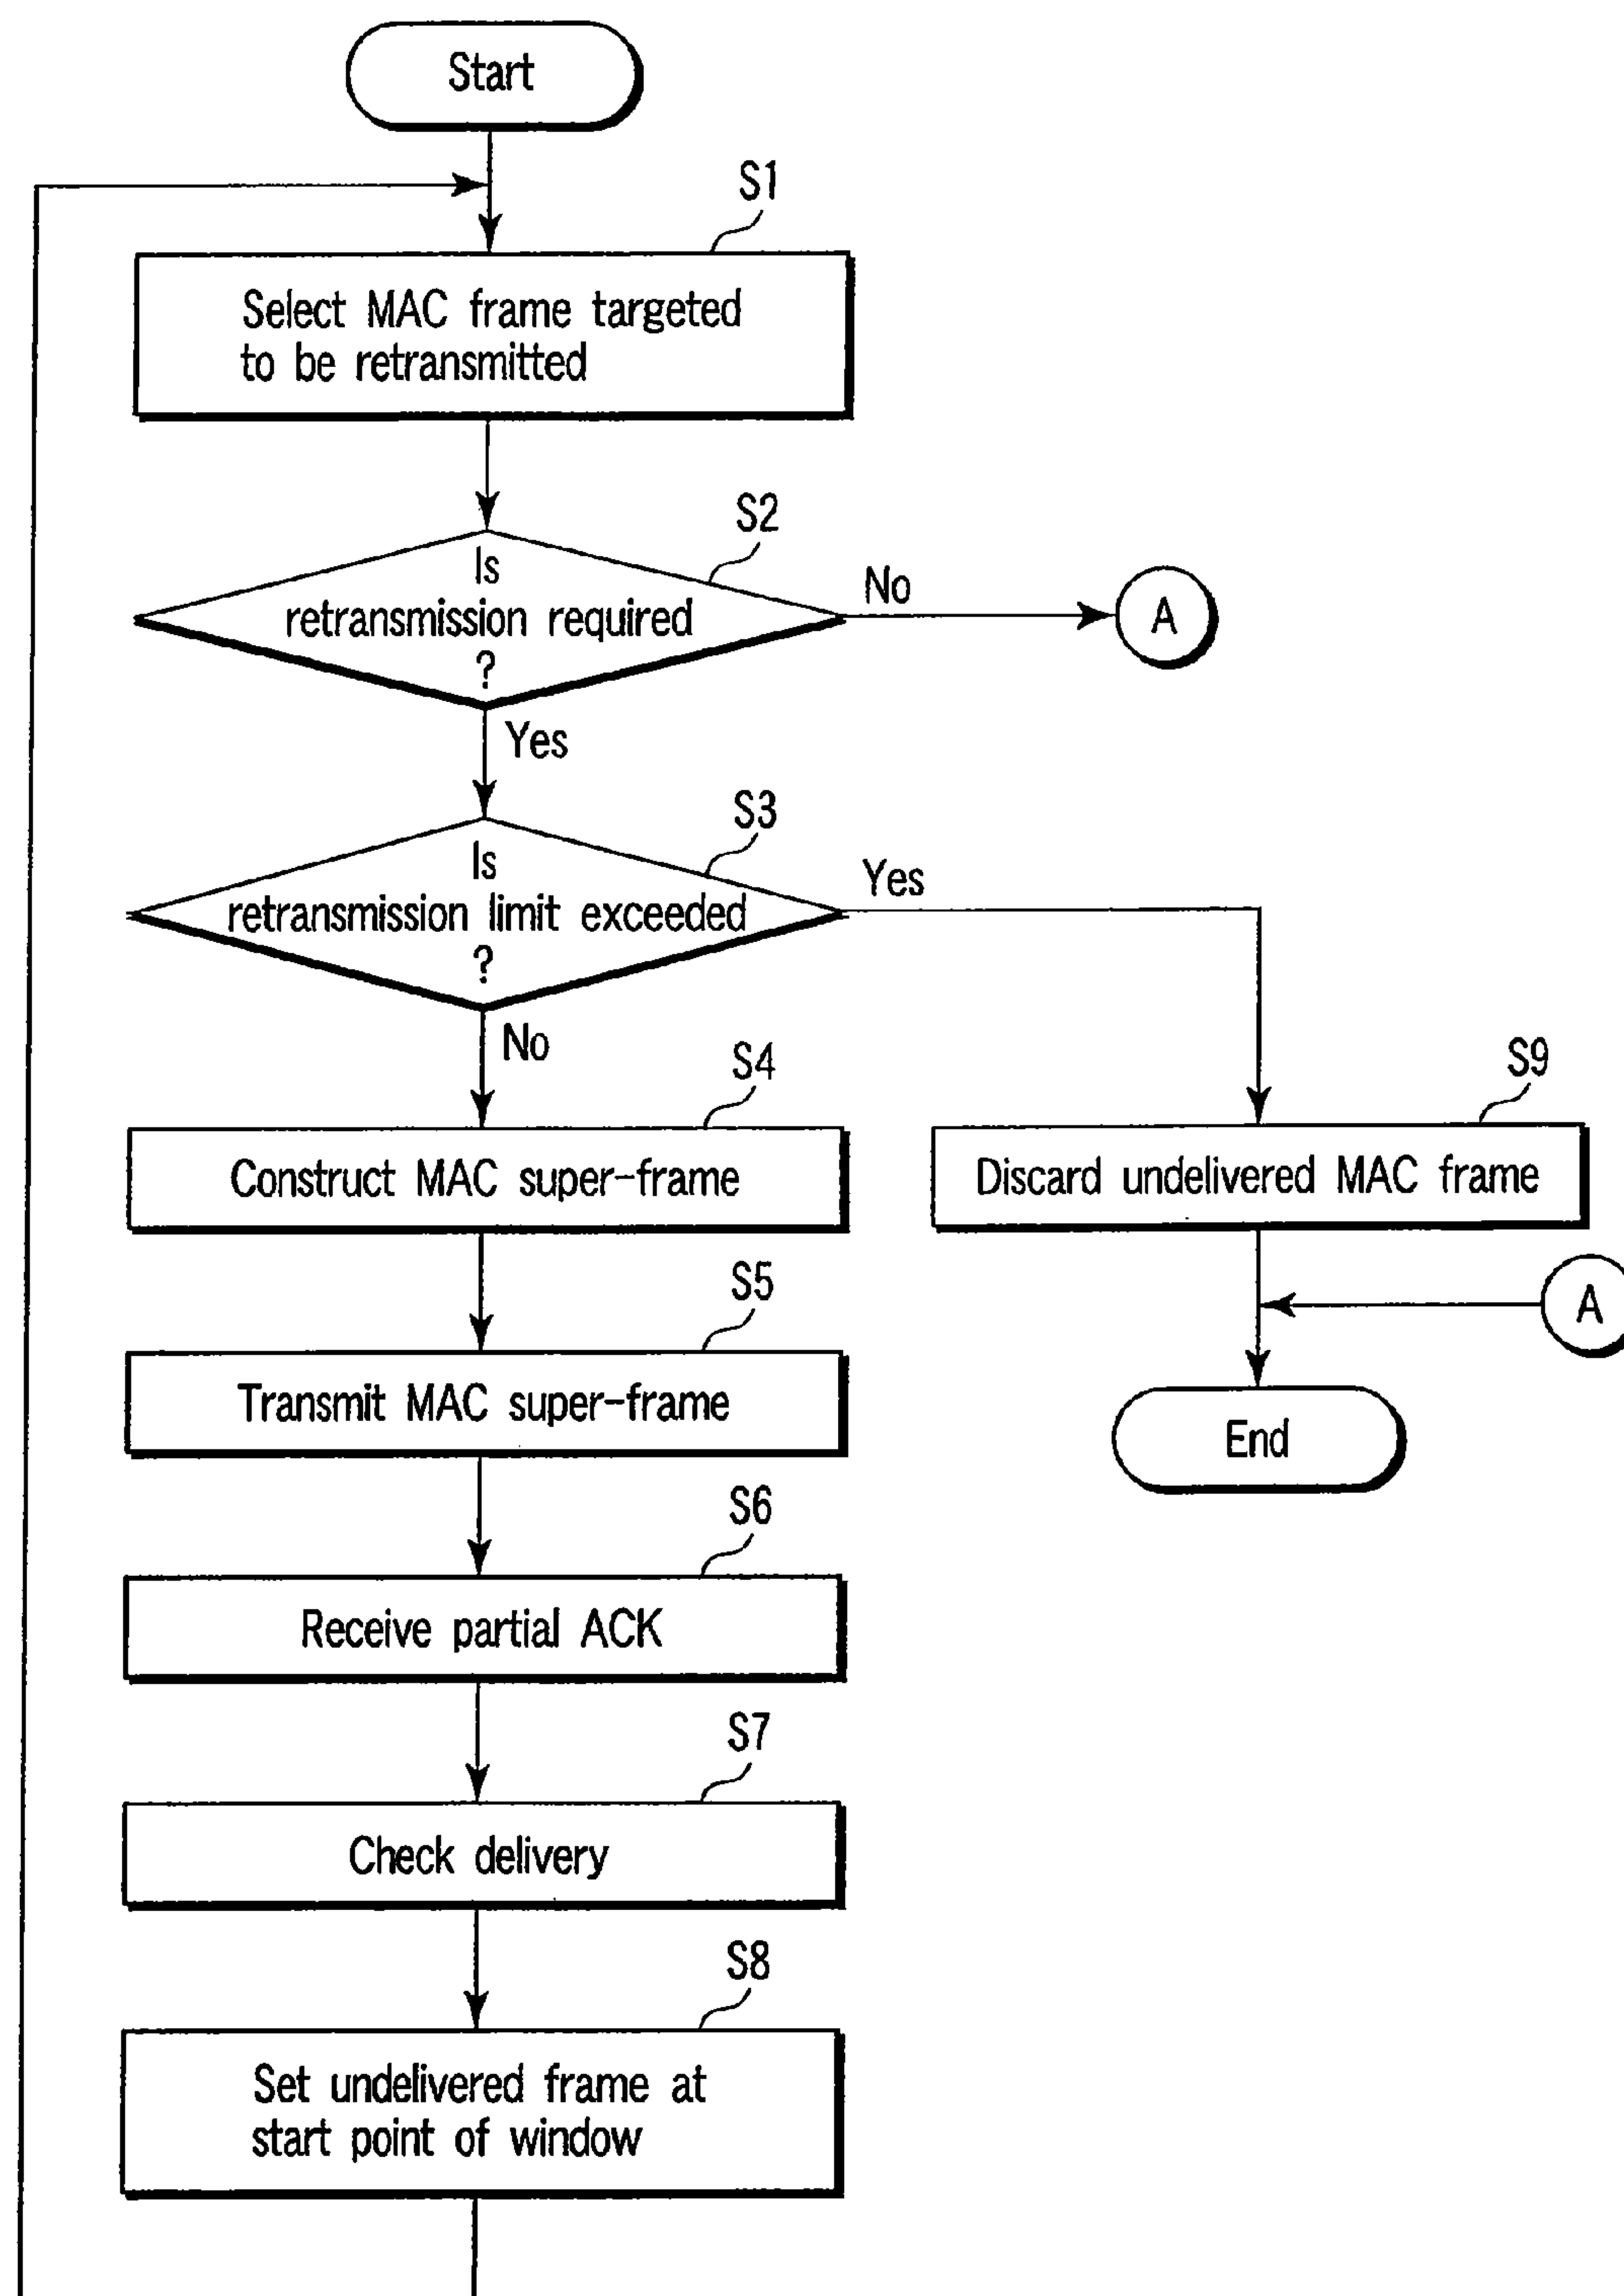 Start
S1
Select MAC frame targeted
to be retransmitted
S2
Is
retransmission required
?
No
A
Yes
S3
Is
retransmission limit exceeded
?
Yes
No
S4
Construct MAC super-frame
S9
Discard undelivered MAC frame
S5
Transmit MAC super-frame
A
End
S6
Receive partial ACK
S7
Check delivery
S8
Set undelivered frame at
start point of window